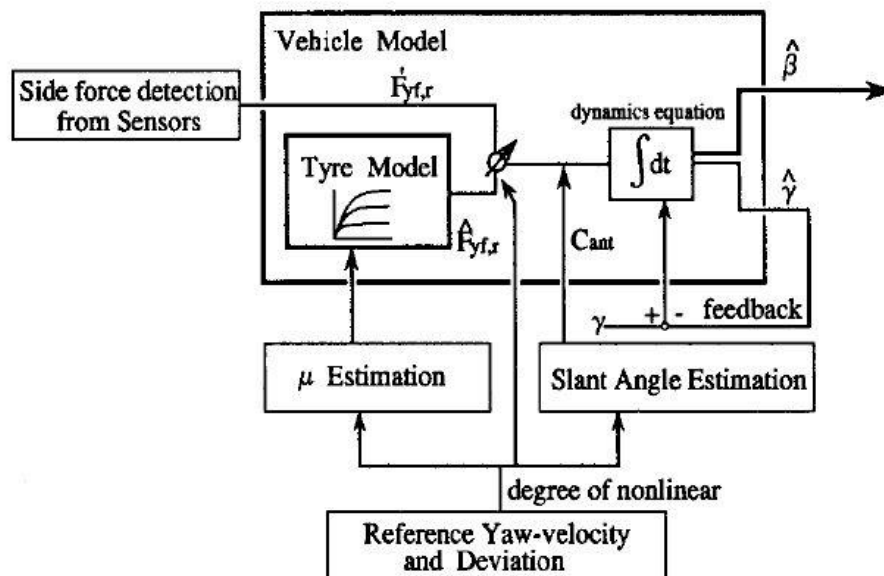 Vehicle Model
Side force detection
from Sensors
F́yf,r
Tyre Model
F̂yf,r
dynamics equation
∫dt
β̂
γ̂
Cant
γ + - feedback
μ Estimation
Slant Angle Estimation
degree of nonlinear
Reference Yaw-velocity
and Deviation